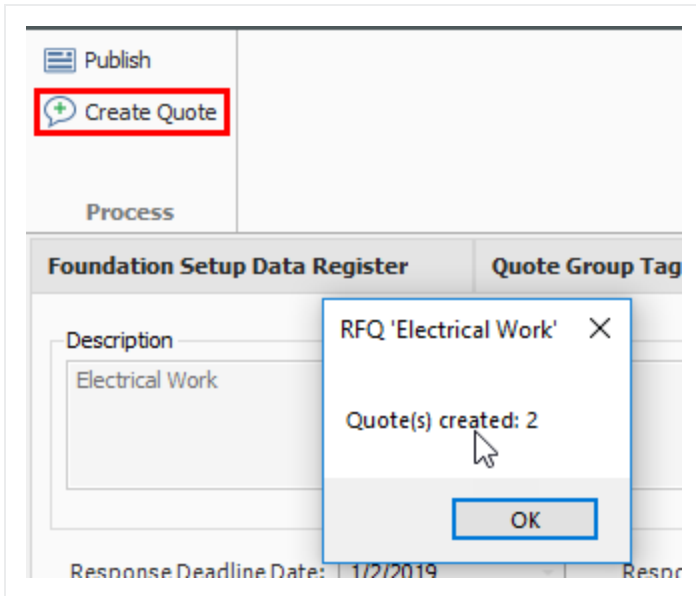 Publish
Create Quote
Process
Foundation Setup Data Register
Quote Group Tag
RFQ 'Electrical Work'
Description
Electrical Work
Quote(s) created: 2
OK
Response Deadline Date: 1/2/2019
Respo